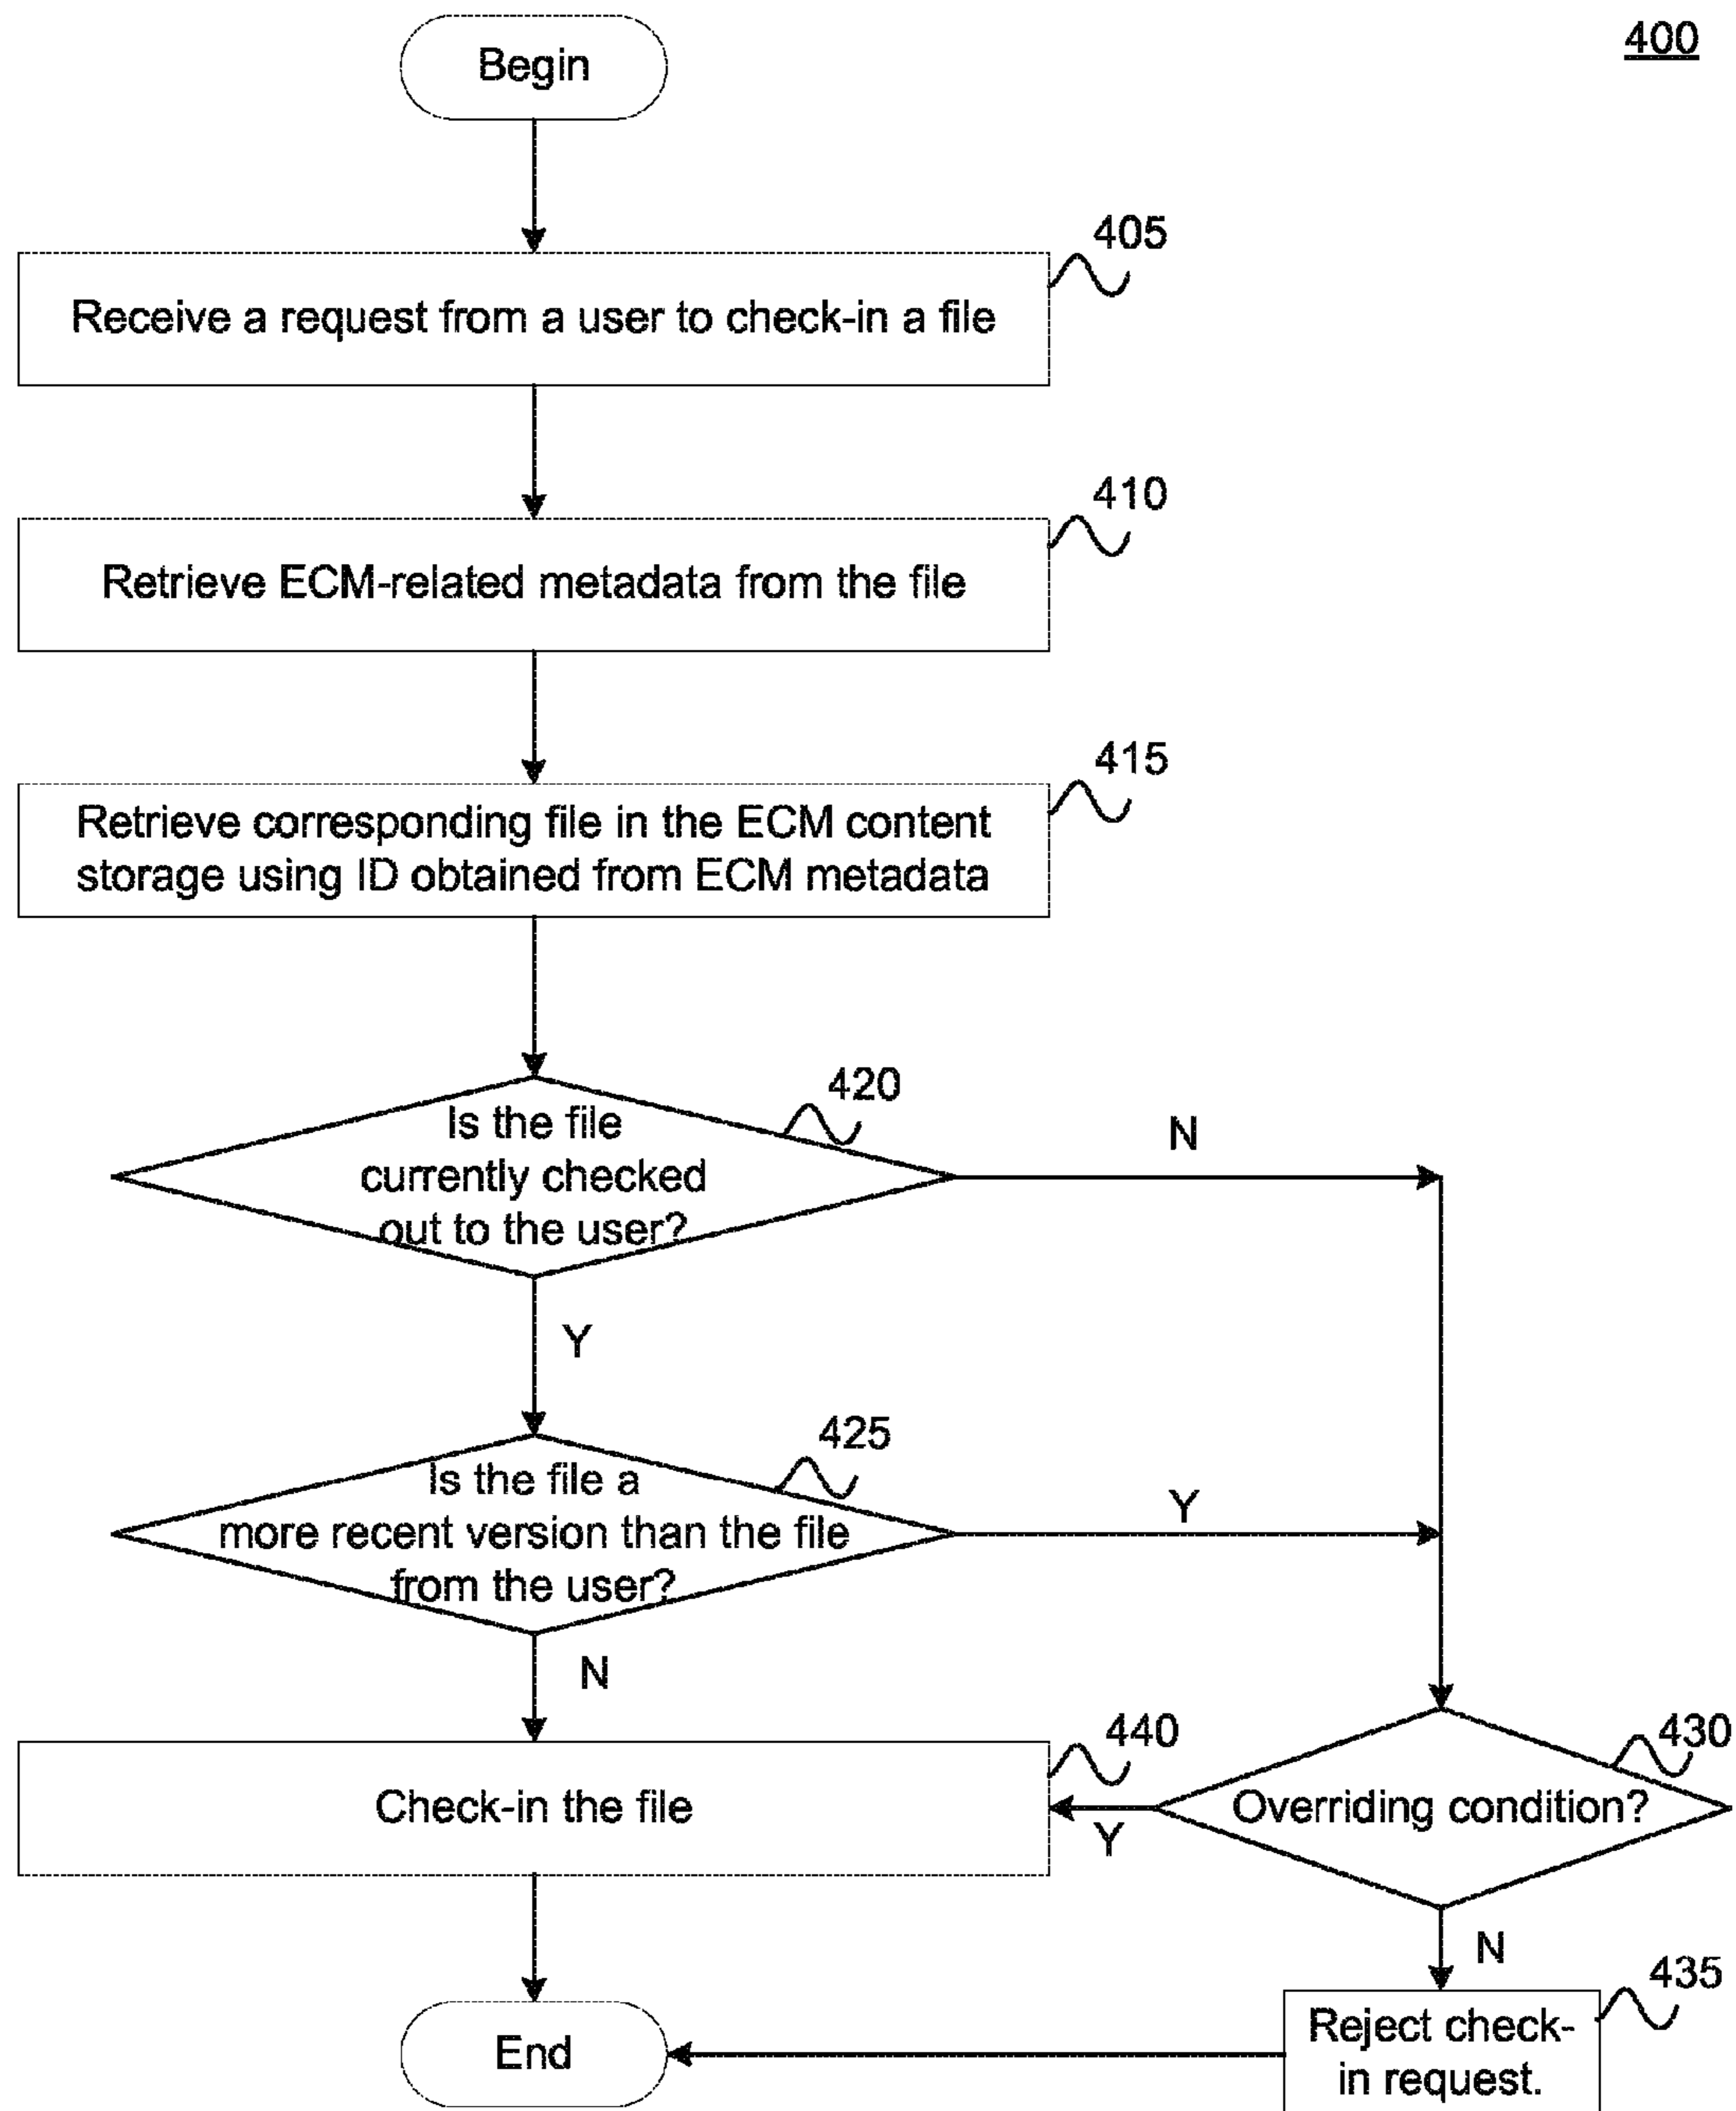 400
Begin
405
Receive a request from a user to check-in a file
410
Retrieve ECM-related metadata from the file
415
Retrieve corresponding file in the ECM content
storage using ID obtained from ECM metadata
420
Is the file
currently checked
out to the user?
N
Y
425
Is the file a
more recent version than the file
from the user?
Y
N
440
Check-in the file
430
Overriding condition?
Y
N
435
Reject check-
in request.
End